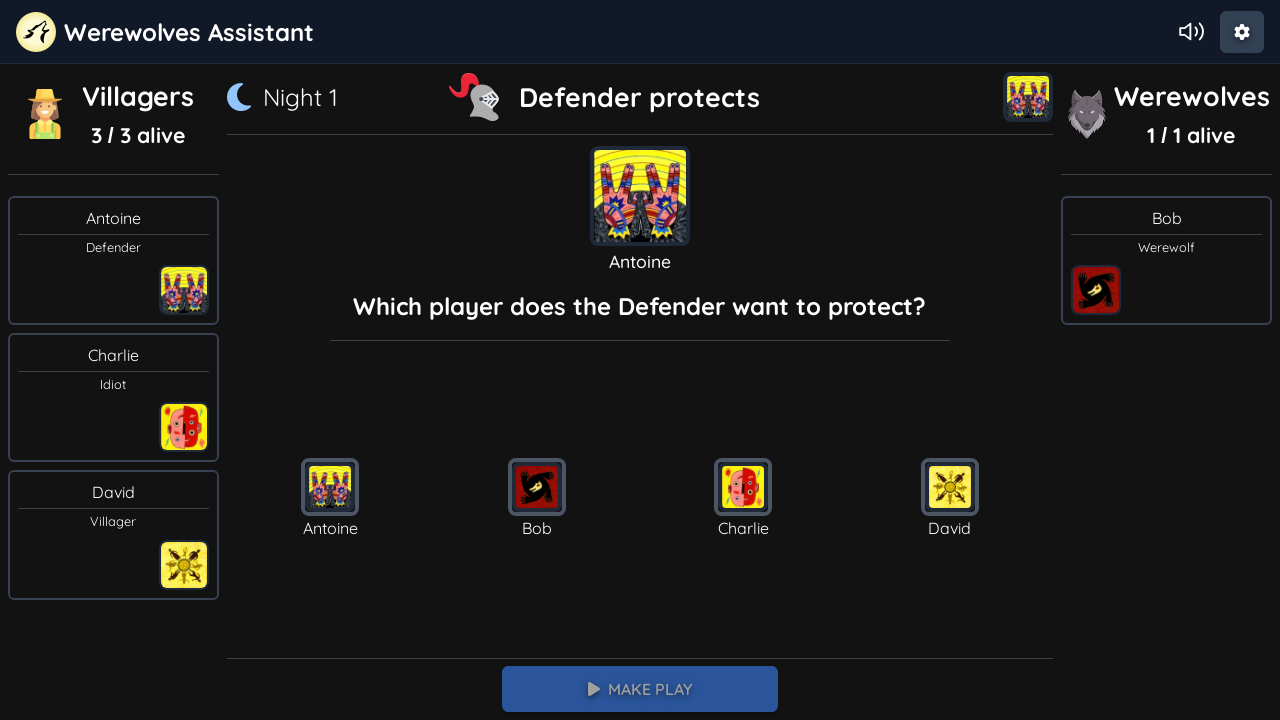 Werewolves Assistant
Villagers
3 / 3 alive
Night 1
Defender protects
Werewolves
1 / 1 alive
Antoine
Defender
Charlie
Idiot
David
Villager
Antoine
Which player does the Defender want to protect?
Antoine
Bob
Charlie
David
MAKE PLAY
Bob
Werewolf